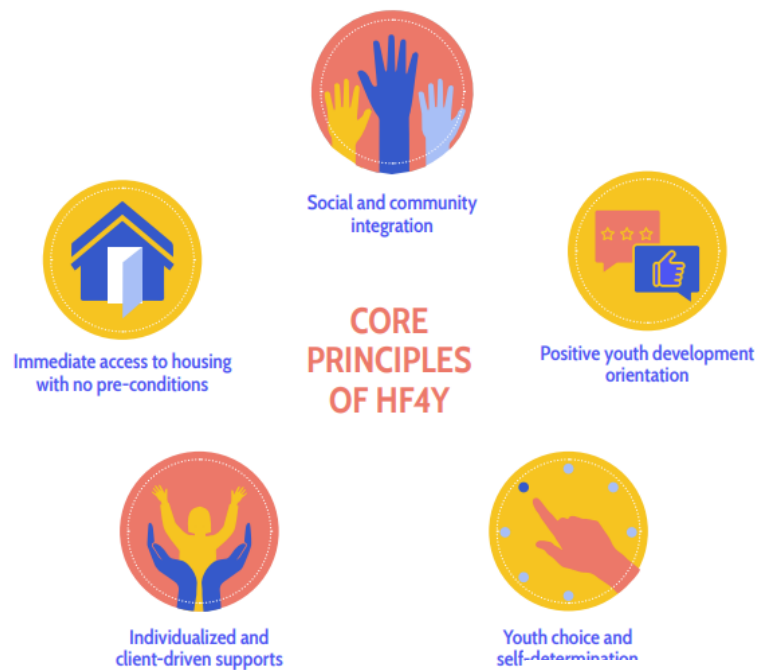 Social and community
integration
Immediate access to housing
with no pre-conditions
CORE
PRINCIPLES
OF HF4Y
Positive youth development
orientation
Individualized and
client-driven supports
Youth choice and
self-determination